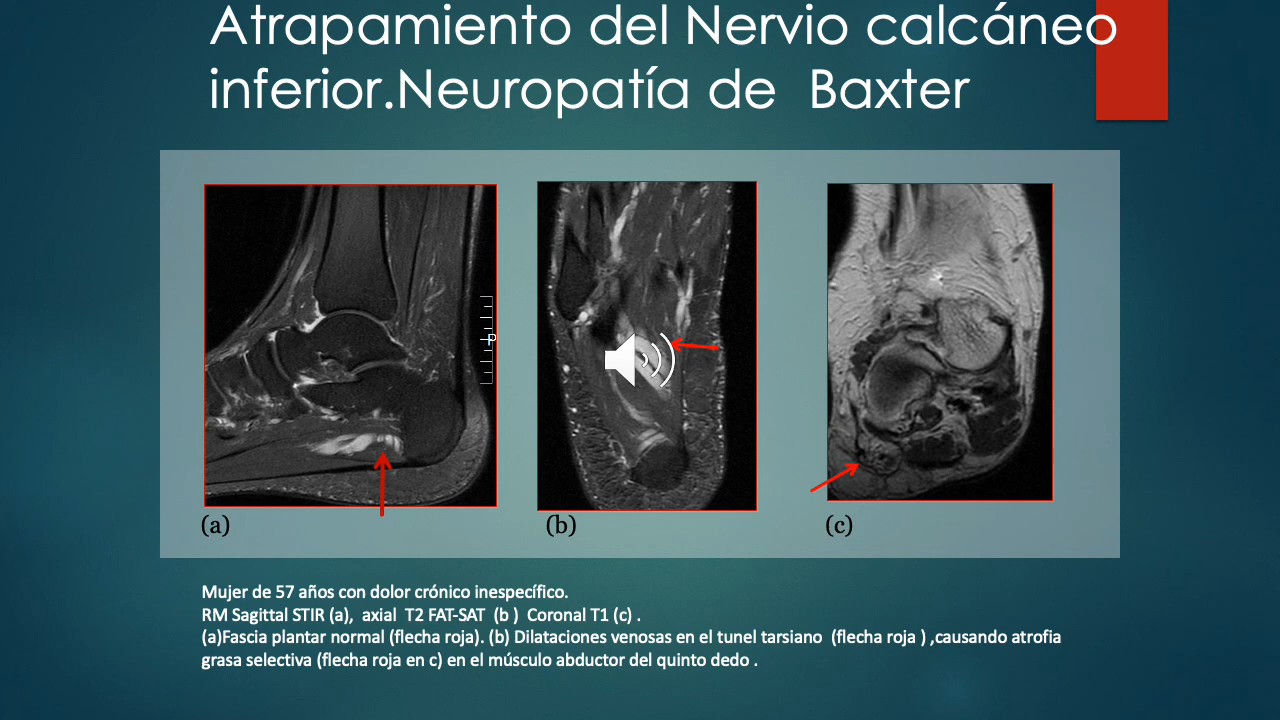 Atrapamiento del Nervio calcáneo
inferior.Neuropatía de  Baxter
P
(a)
(b)
(c)
Mujer de 57 años con dolor crónico inespecífico.
RM Sagittal STIR (a),  axial  T2 FAT-SAT  (b )  Coronal T1 (c) .
(a)Fascia plantar normal (flecha roja). (b) Dilataciones venosas en el tunel tarsiano  (flecha roja ) ,causando atrofia
grasa selectiva (flecha roja en c) en el músculo abductor del quinto dedo .